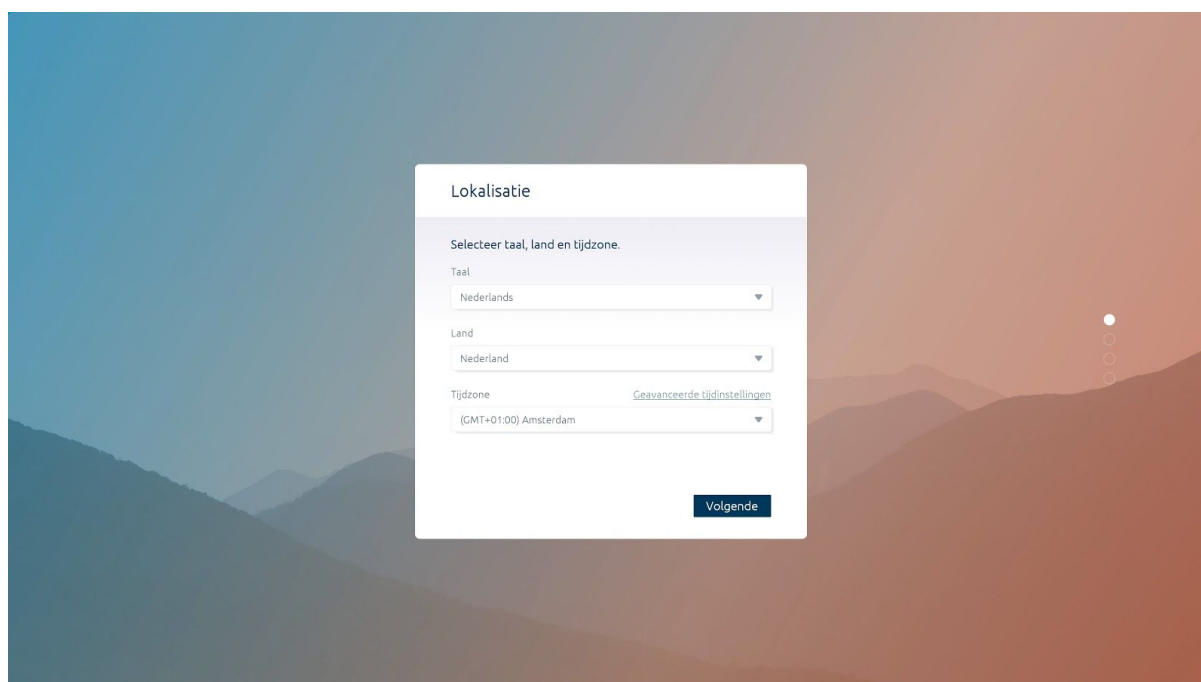 Lokalisatie
Selecteer taal, land en tijdzone.
Taal
Nederlands
Land
Nederland
Tijdzone
Geavanceerde tijdinstellingen
(GMT+01:00) Amsterdam
Volgende